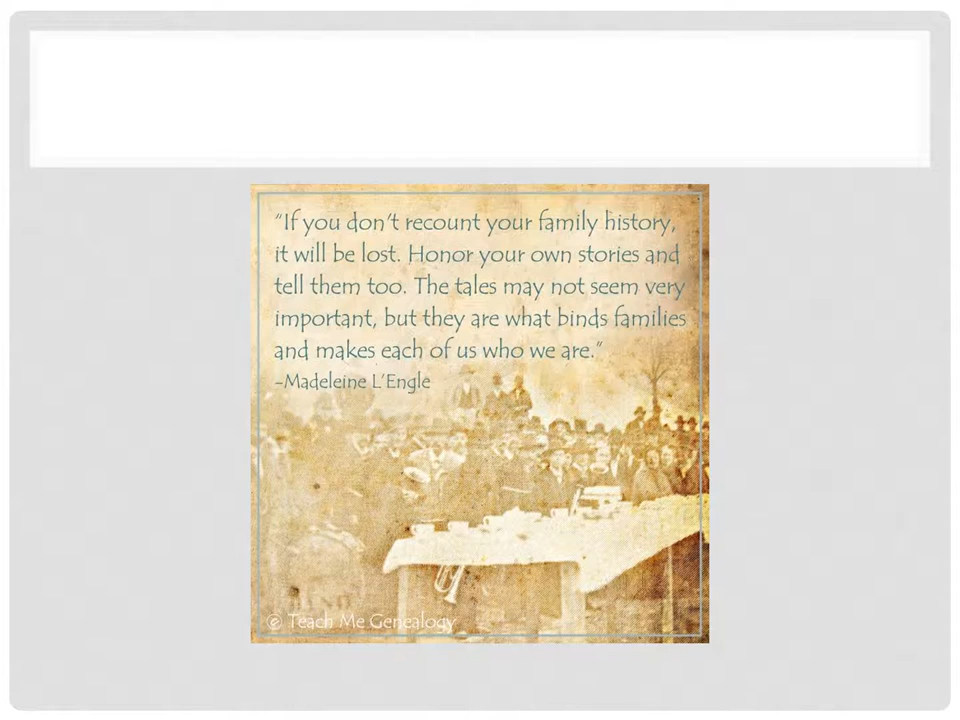 “If you don't recount your family history,
it will be lost. Honor your own stories and
tell them too. The tales may not seem very
important, but they are what binds families
and makes each of us who we are.”
-Madeleine L'Engle
© Teach Me Genealogy